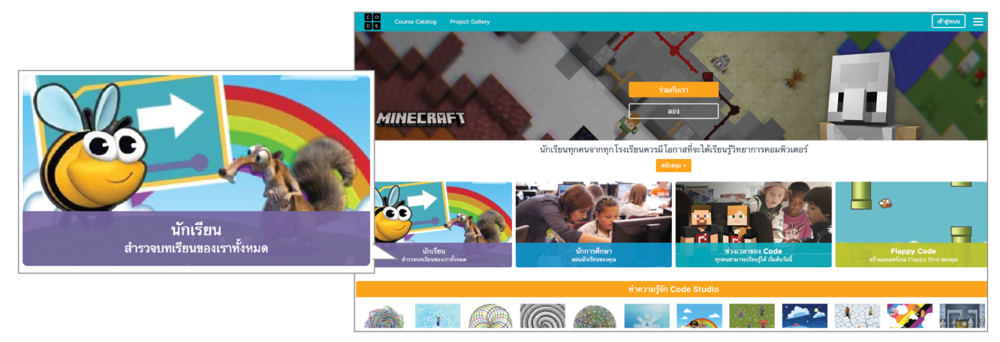 นักเรียน
สำรวจบทเรียนของเราทั้งหมด
CO
DE
Course Catalog
Project Gallery
เข้าสู่ระบบ
MINECRAFT
ร่วมกับเรา
ลอง
นักเรียนทุกคนจากทุกโรงเรียนควรมีโอกาสที่จะได้เรียนรู้วิทยาการคอมพิวเตอร์
สนับสนุน
นักเรียน
สำรวจบทเรียนของเราทั้งหมด
นักการศึกษา
สอนนักเรียนของคุณ
ช่วงเวลาของ Code
ทุกคนสามารถเรียนรู้ได้ เริ่มต้นวันนี้
Flappy Code
สร้างและแชร์เกม Flappy Bird ของคุณ
ทำความรู้จัก Code Studio